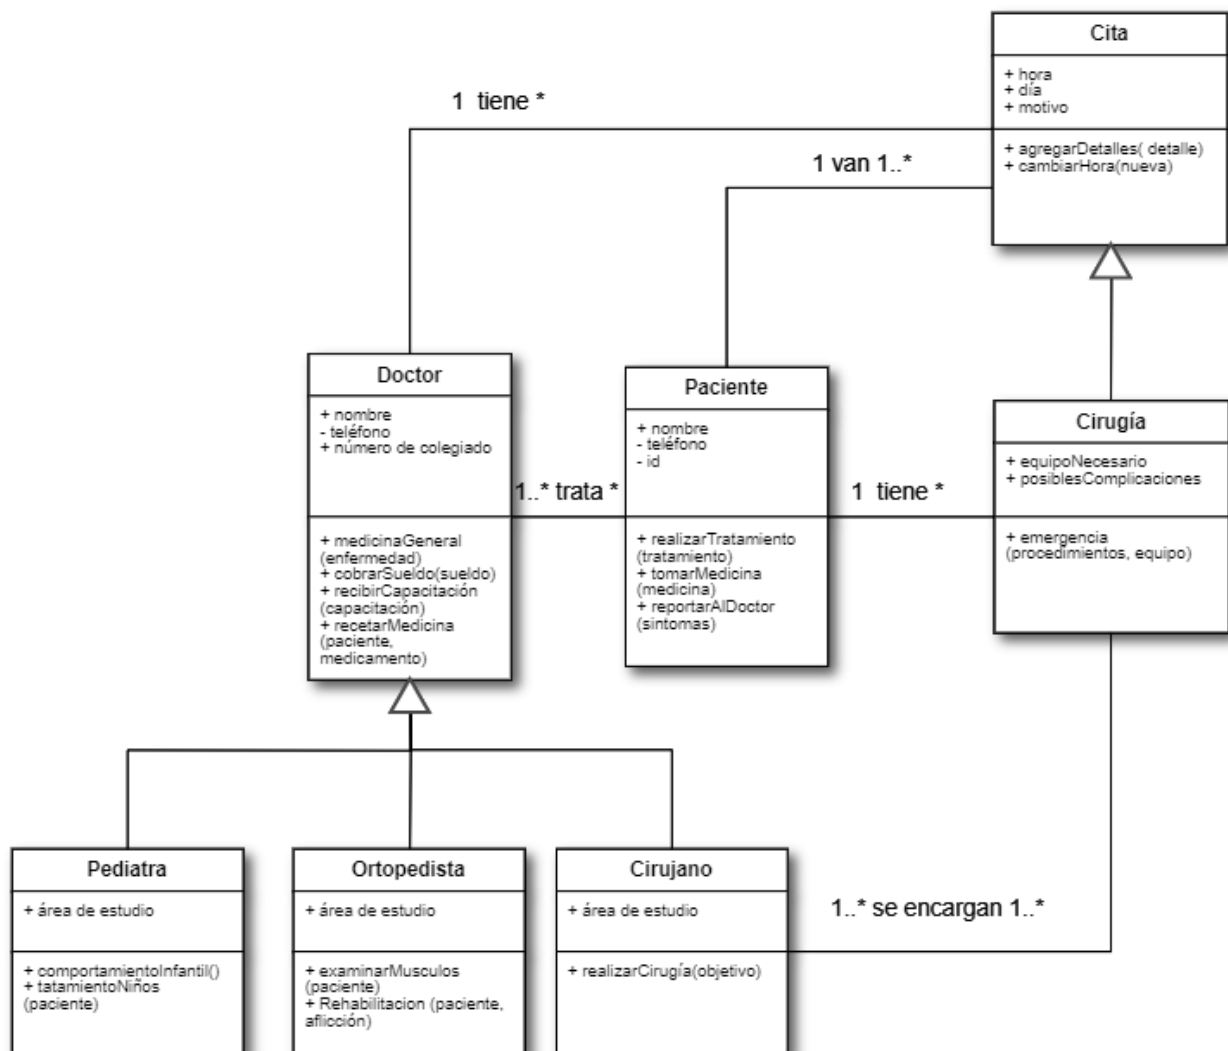 Cita
+ hora
+ día
+ motivo
+ agregarDetalles( detalle)
+ cambiarHora(nueva)
1 tiene *
1 van 1..*
Doctor
+ nombre
- teléfono
+ número de colegiado
+ medicinaGeneral
(enfermedad)
+ cobrarSueldo(sueldo)
+ recibirCapacitación
(capacitación)
+ recetarMedicina
(paciente,
medicamento)
1..* trata *
Paciente
+ nombre
- teléfono
- id
+ realizarTratamiento
(tratamiento)
+ tomarMedicina
(medicina)
+ reportarAlDoctor
(sintomas)
1 tiene *
Cirugía
+ equipoNecesario
+ posiblesComplicaciones
+ emergencia
(procedimientos, equipo)
Pediatra
+ área de estudio
+ comportamientoInfantil()
+ tatamientoNiños
(paciente)
Ortopedista
+ área de estudio
+ examinarMusculos
(paciente)
+ Rehabilitacion (paciente,
aflicción)
Cirujano
+ área de estudio
+ realizarCirugía(objetivo)
1..* se encargan 1..*